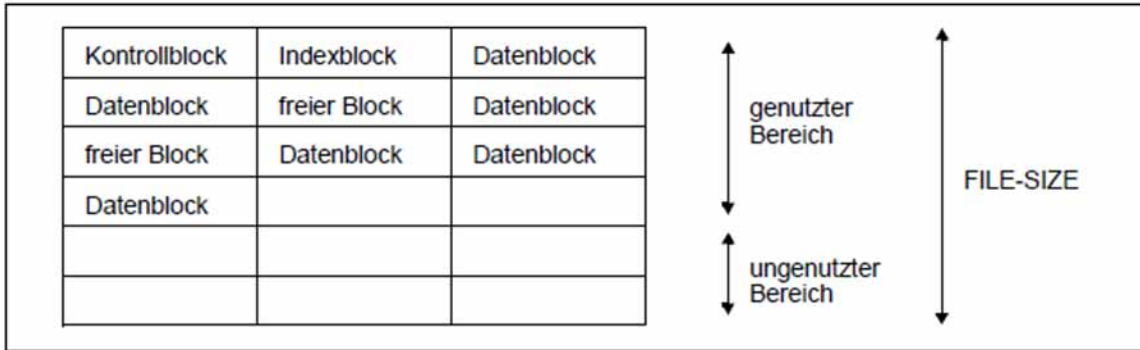 Kontrollblock Indexblock Datenblock
Datenblock freier Block Datenblock
freier Block Datenblock Datenblock
Datenblock
genutzter
Bereich
ungenutzter
Bereich
FILE-SIZE